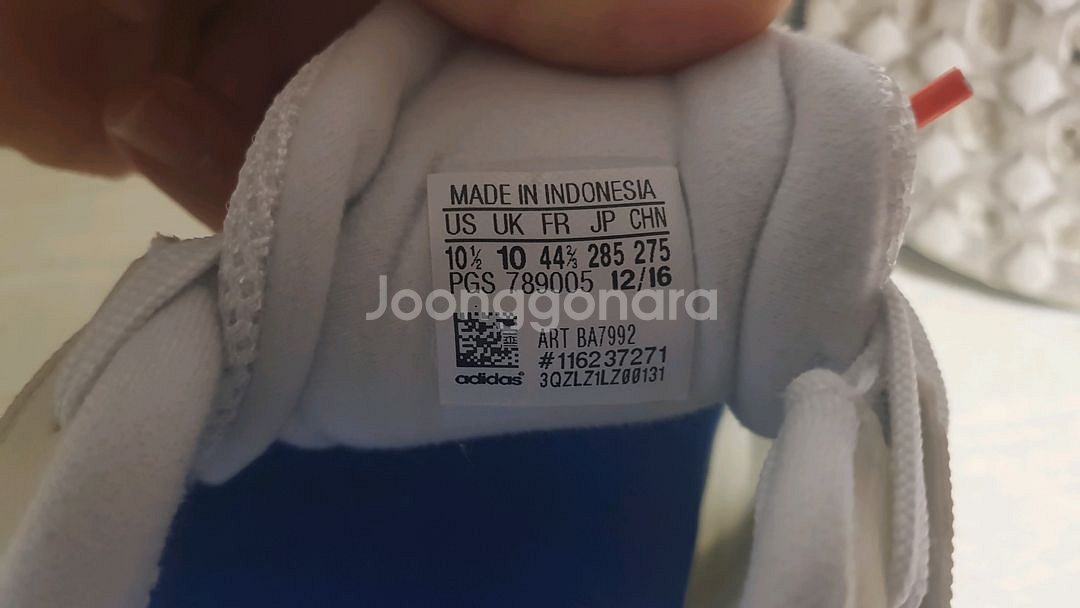 MADE IN INDONESIA
US UK FR JP CHN
10½ 10 44⅔ 285 275
PGS 789005 12/16
Joonggonara
ART BA7992
#116237271
adidas® 3QZLZ1LZ00131